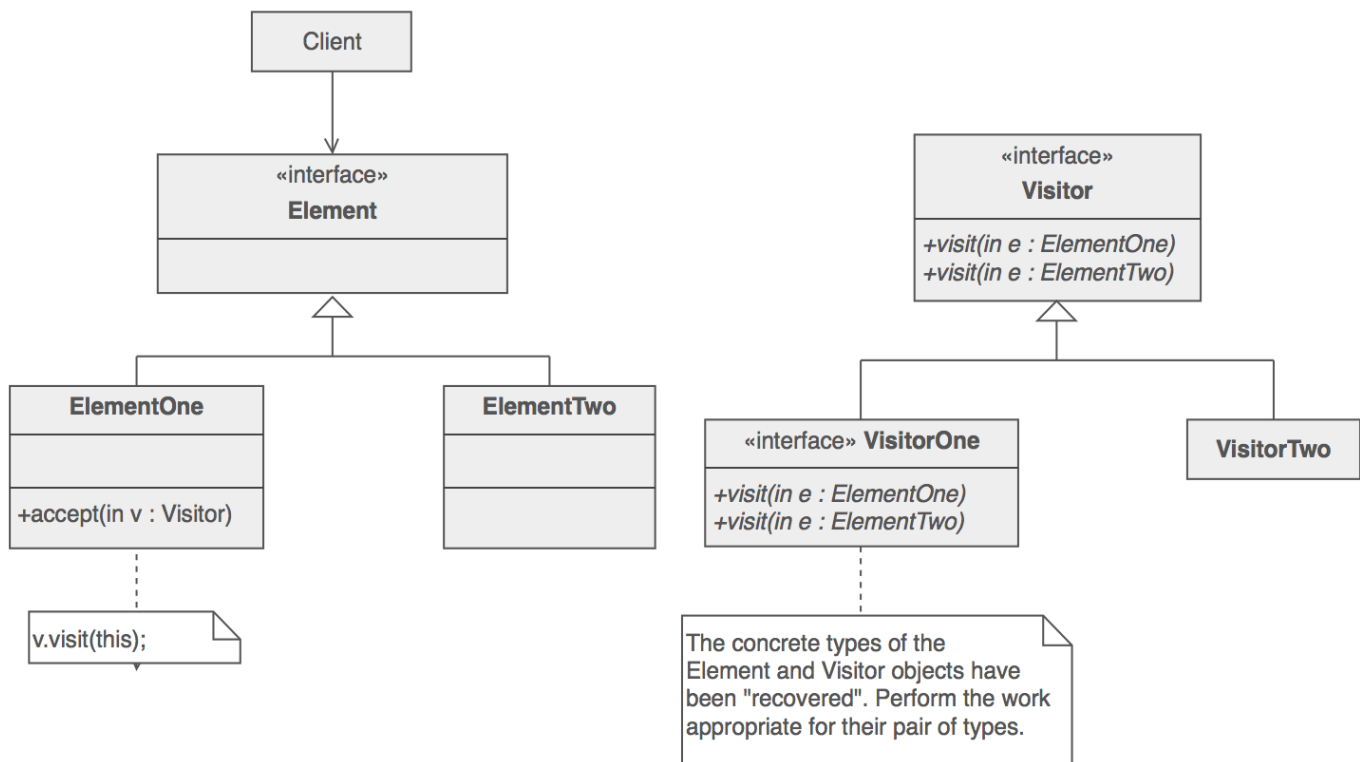 Client
«interface»
Element
ElementOne
+accept(in v : Visitor)
v.visit(this);
ElementTwo
«interface»
Visitor
+visit(in e : ElementOne)
+visit(in e : ElementTwo)
«interface» VisitorOne
+visit(in e : ElementOne)
+visit(in e : ElementTwo)
The concrete types of the
Element and Visitor objects have
been "recovered". Perform the work
appropriate for their pair of types.
VisitorTwo